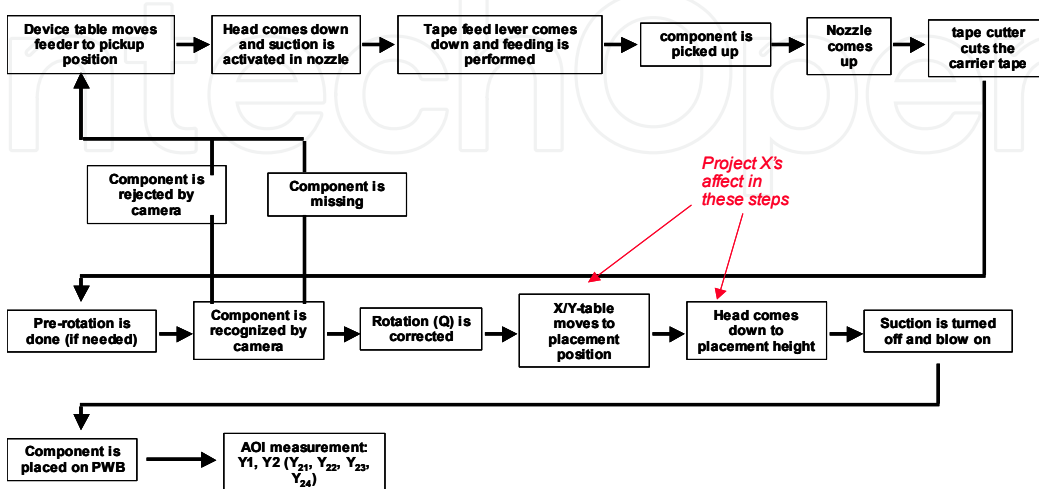 Device table moves
feeder to pickup
position
Head comes down
and suction is
activated in nozzle
Tape feed lever comes
down and feeding is
performed
component is
picked up
Nozzle
comes
up
tape cutter
cuts the
carrier tape
Component is
rejected by
camera
Component is
missing
Project X's
affect in
these steps
Pre-rotation is
done (if needed)
Component is
recognized by
camera
Rotation (Q) is
corrected
X/Y-table
moves to
placement
position
Head comes
down to
placement height
Suction is turned
off and blow on
Component is
placed on PWB
AOI measurement:
Y1, Y2 (Y21, Y22, Y23,
Y24)